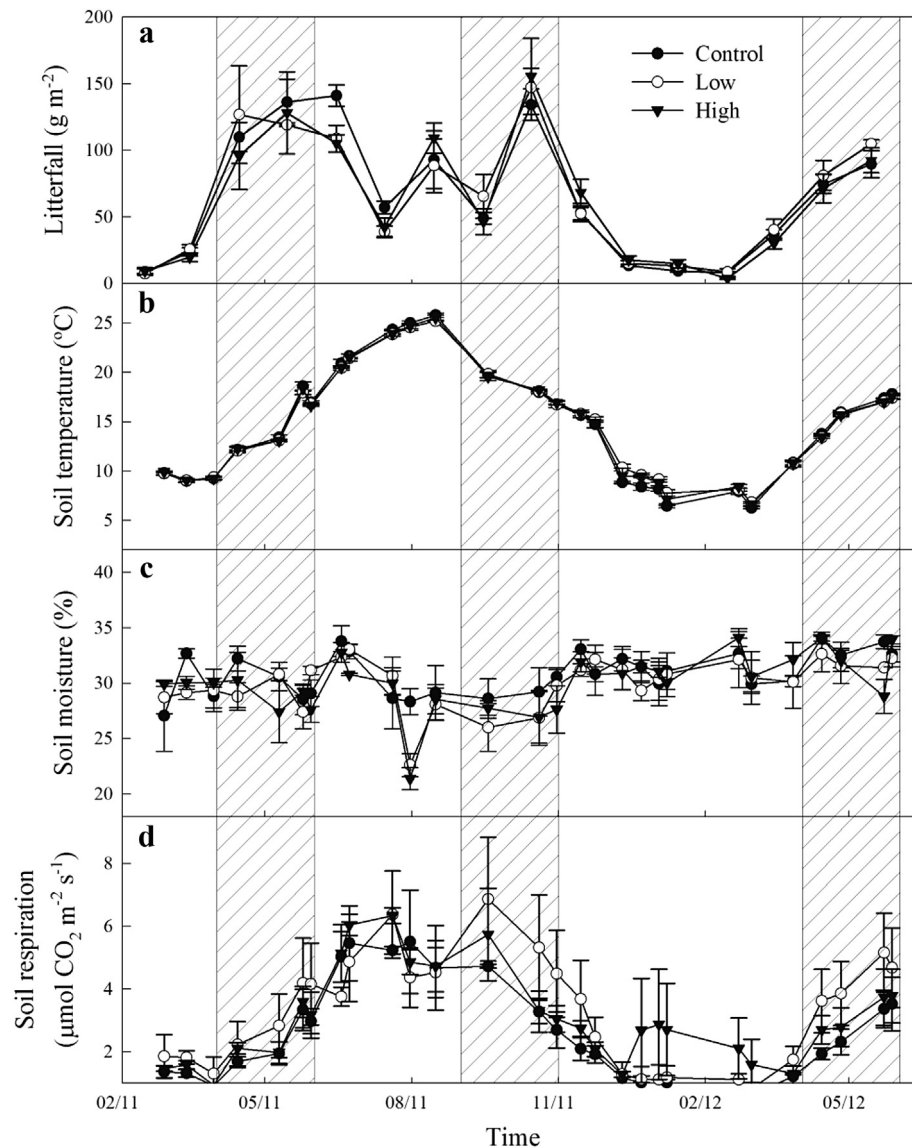 a
Litterfall (g m⁻²)
200
150
100
50
0
Control
Low
High
b
Soil temperature (ºC)
25
20
15
10
5
c
Soil moisture (%)
40
35
30
25
20
d
Soil respiration
(μmol CO₂ m⁻² s⁻¹)
8
6
4
2
02/11 05/11 08/11 11/11 02/12 05/12
Time